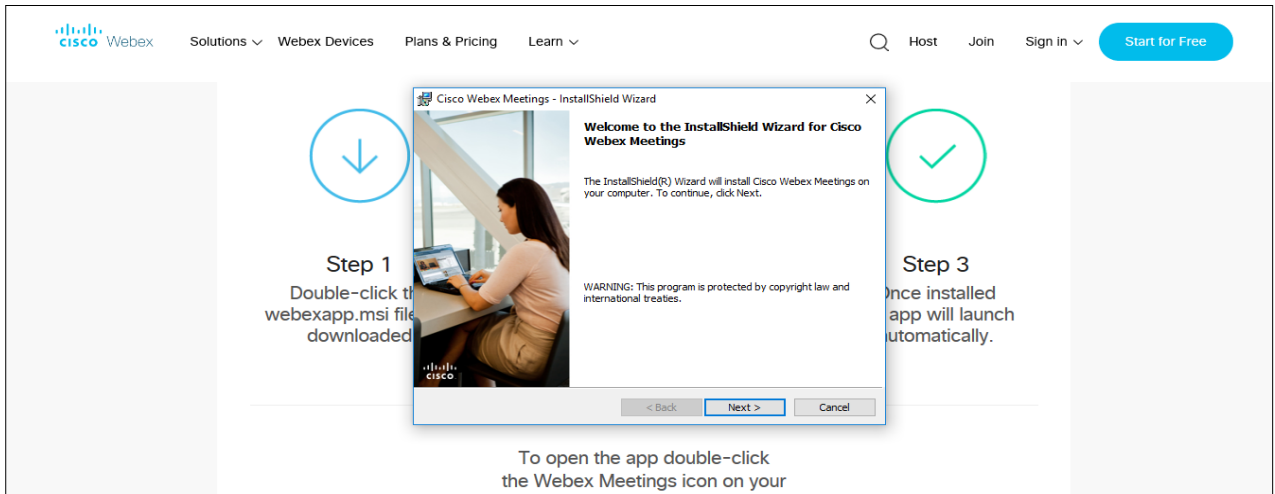 CISCO Webex
Solutions
Webex Devices
Plans & Pricing
Learn
Host
Join
Sign in
Start for Free
Cisco Webex Meetings - InstallShield Wizard
Welcome to the InstallShield Wizard for Cisco
Webex Meetings
The InstallShield(R) Wizard will install Cisco Webex Meetings on
your computer. To continue, click Next.
WARNING: This program is protected by copyright law and
international treaties.
CISCO
< Back
Next >
Cancel
Step 1
Double-click
webexapp.msi
downloaded
Step 3
installed
app will launch
automatically.
To open the app double-click
the Webex Meetings icon on your